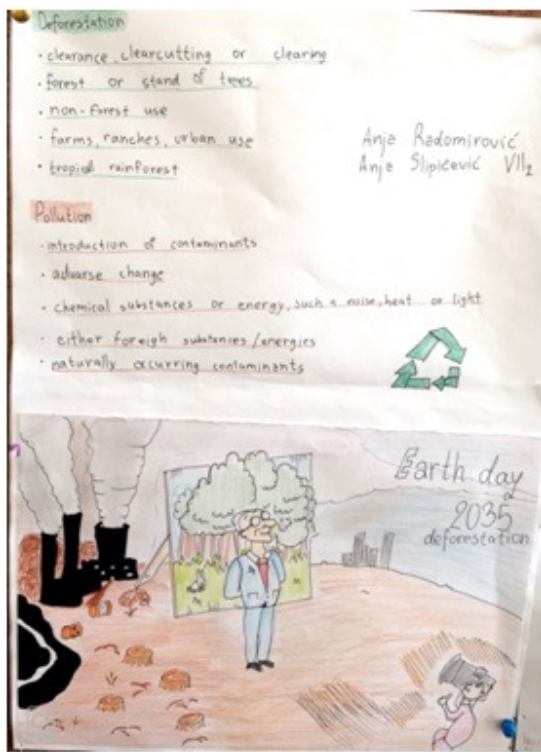 Deforestation
· clearance, clearcutting or clearing
· forest or stand of trees
· non-forest use
· farms, ranches, urban use
· tropical rainforest
Anja Radomirović
Anja Slipičević VII₂
Pollution
· introduction of contaminants
· adwarse change
· chemical substances or energy, such a noise, heat or light
· either foreigh substances/energies
· naturally occurring contaminants
Earth day
2035
deforestation